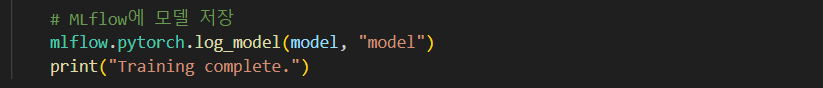 # MLflow에 모델 저장
mlflow.pytorch.log_model(model, "model")
print("Training complete.")